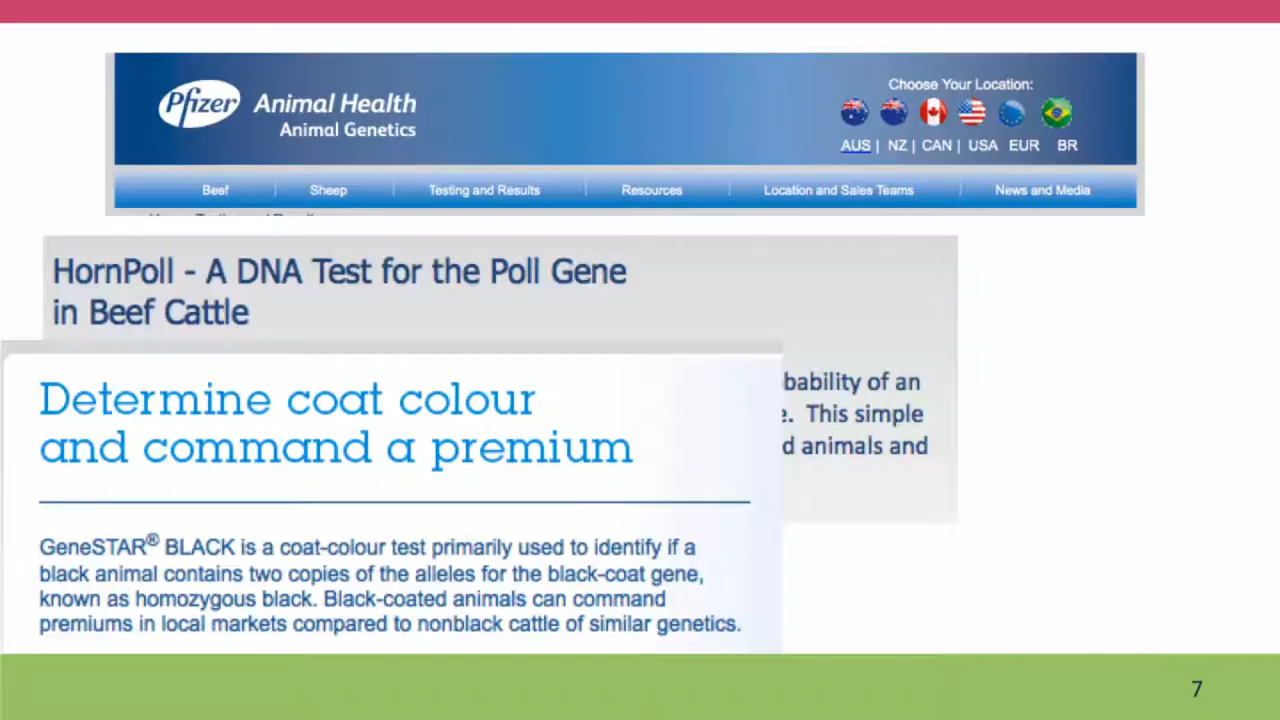 Pfizer Animal Health
Animal Genetics
Choose Your Location:
AUS | NZ | CAN | USA EUR BR
Beef Sheep Testing and Results Resources Location and Sales Teams News and Media
HornPoll - A DNA Test for the Poll Gene
in Beef Cattle
bability of an
e. This simple
d animals and
Determine coat colour
and command a premium
GeneSTAR® BLACK is a coat-colour test primarily used to identify if a
black animal contains two copies of the alleles for the black-coat gene,
known as homozygous black. Black-coated animals can command
premiums in local markets compared to nonblack cattle of similar genetics.
7